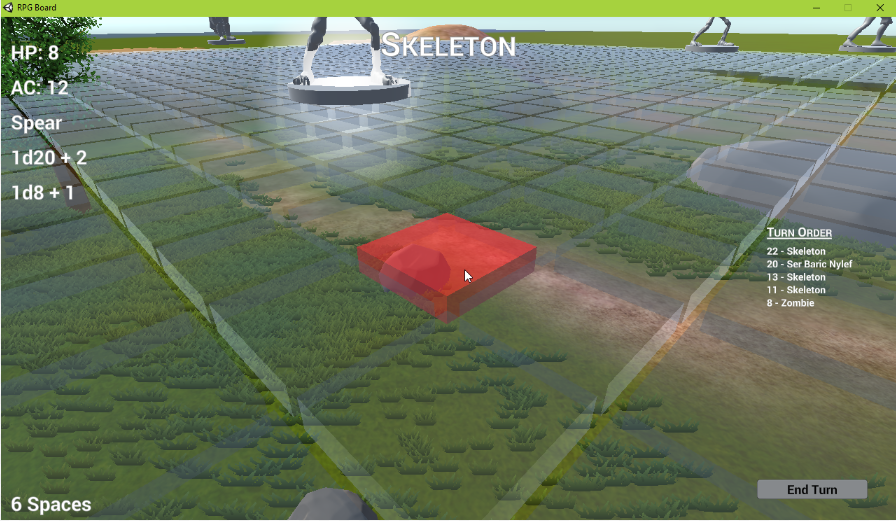 RPG Board
SKELETON
HP: 8
AC: 12
Spear
1d20 + 2
1d8 + 1
TURN ORDER
22 - Skeleton
20 - Ser Baric Nylef
13 - Skeleton
11 - Skeleton
8 - Zombie
6 Spaces
End Turn